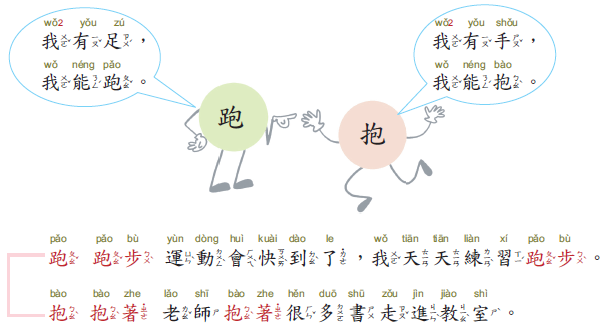 wǒ2 yǒu zú
我有足，
wǒ néng pǎo
我能跑。
wǒ2 yǒu shǒu
我有手，
wǒ néng bào
我能抱。
跑
抱
pǎo pǎo bù yùn dòng huì kuài dào le wǒ tiān tiān liàn xí pǎo bù
跑 跑步 運動會快到了，我天天練習跑步。
bào bào zhe lǎo shī bào zhe hěn duō shū zǒu jìn jiào shì
抱 抱著 老師抱著很多書走進教室。